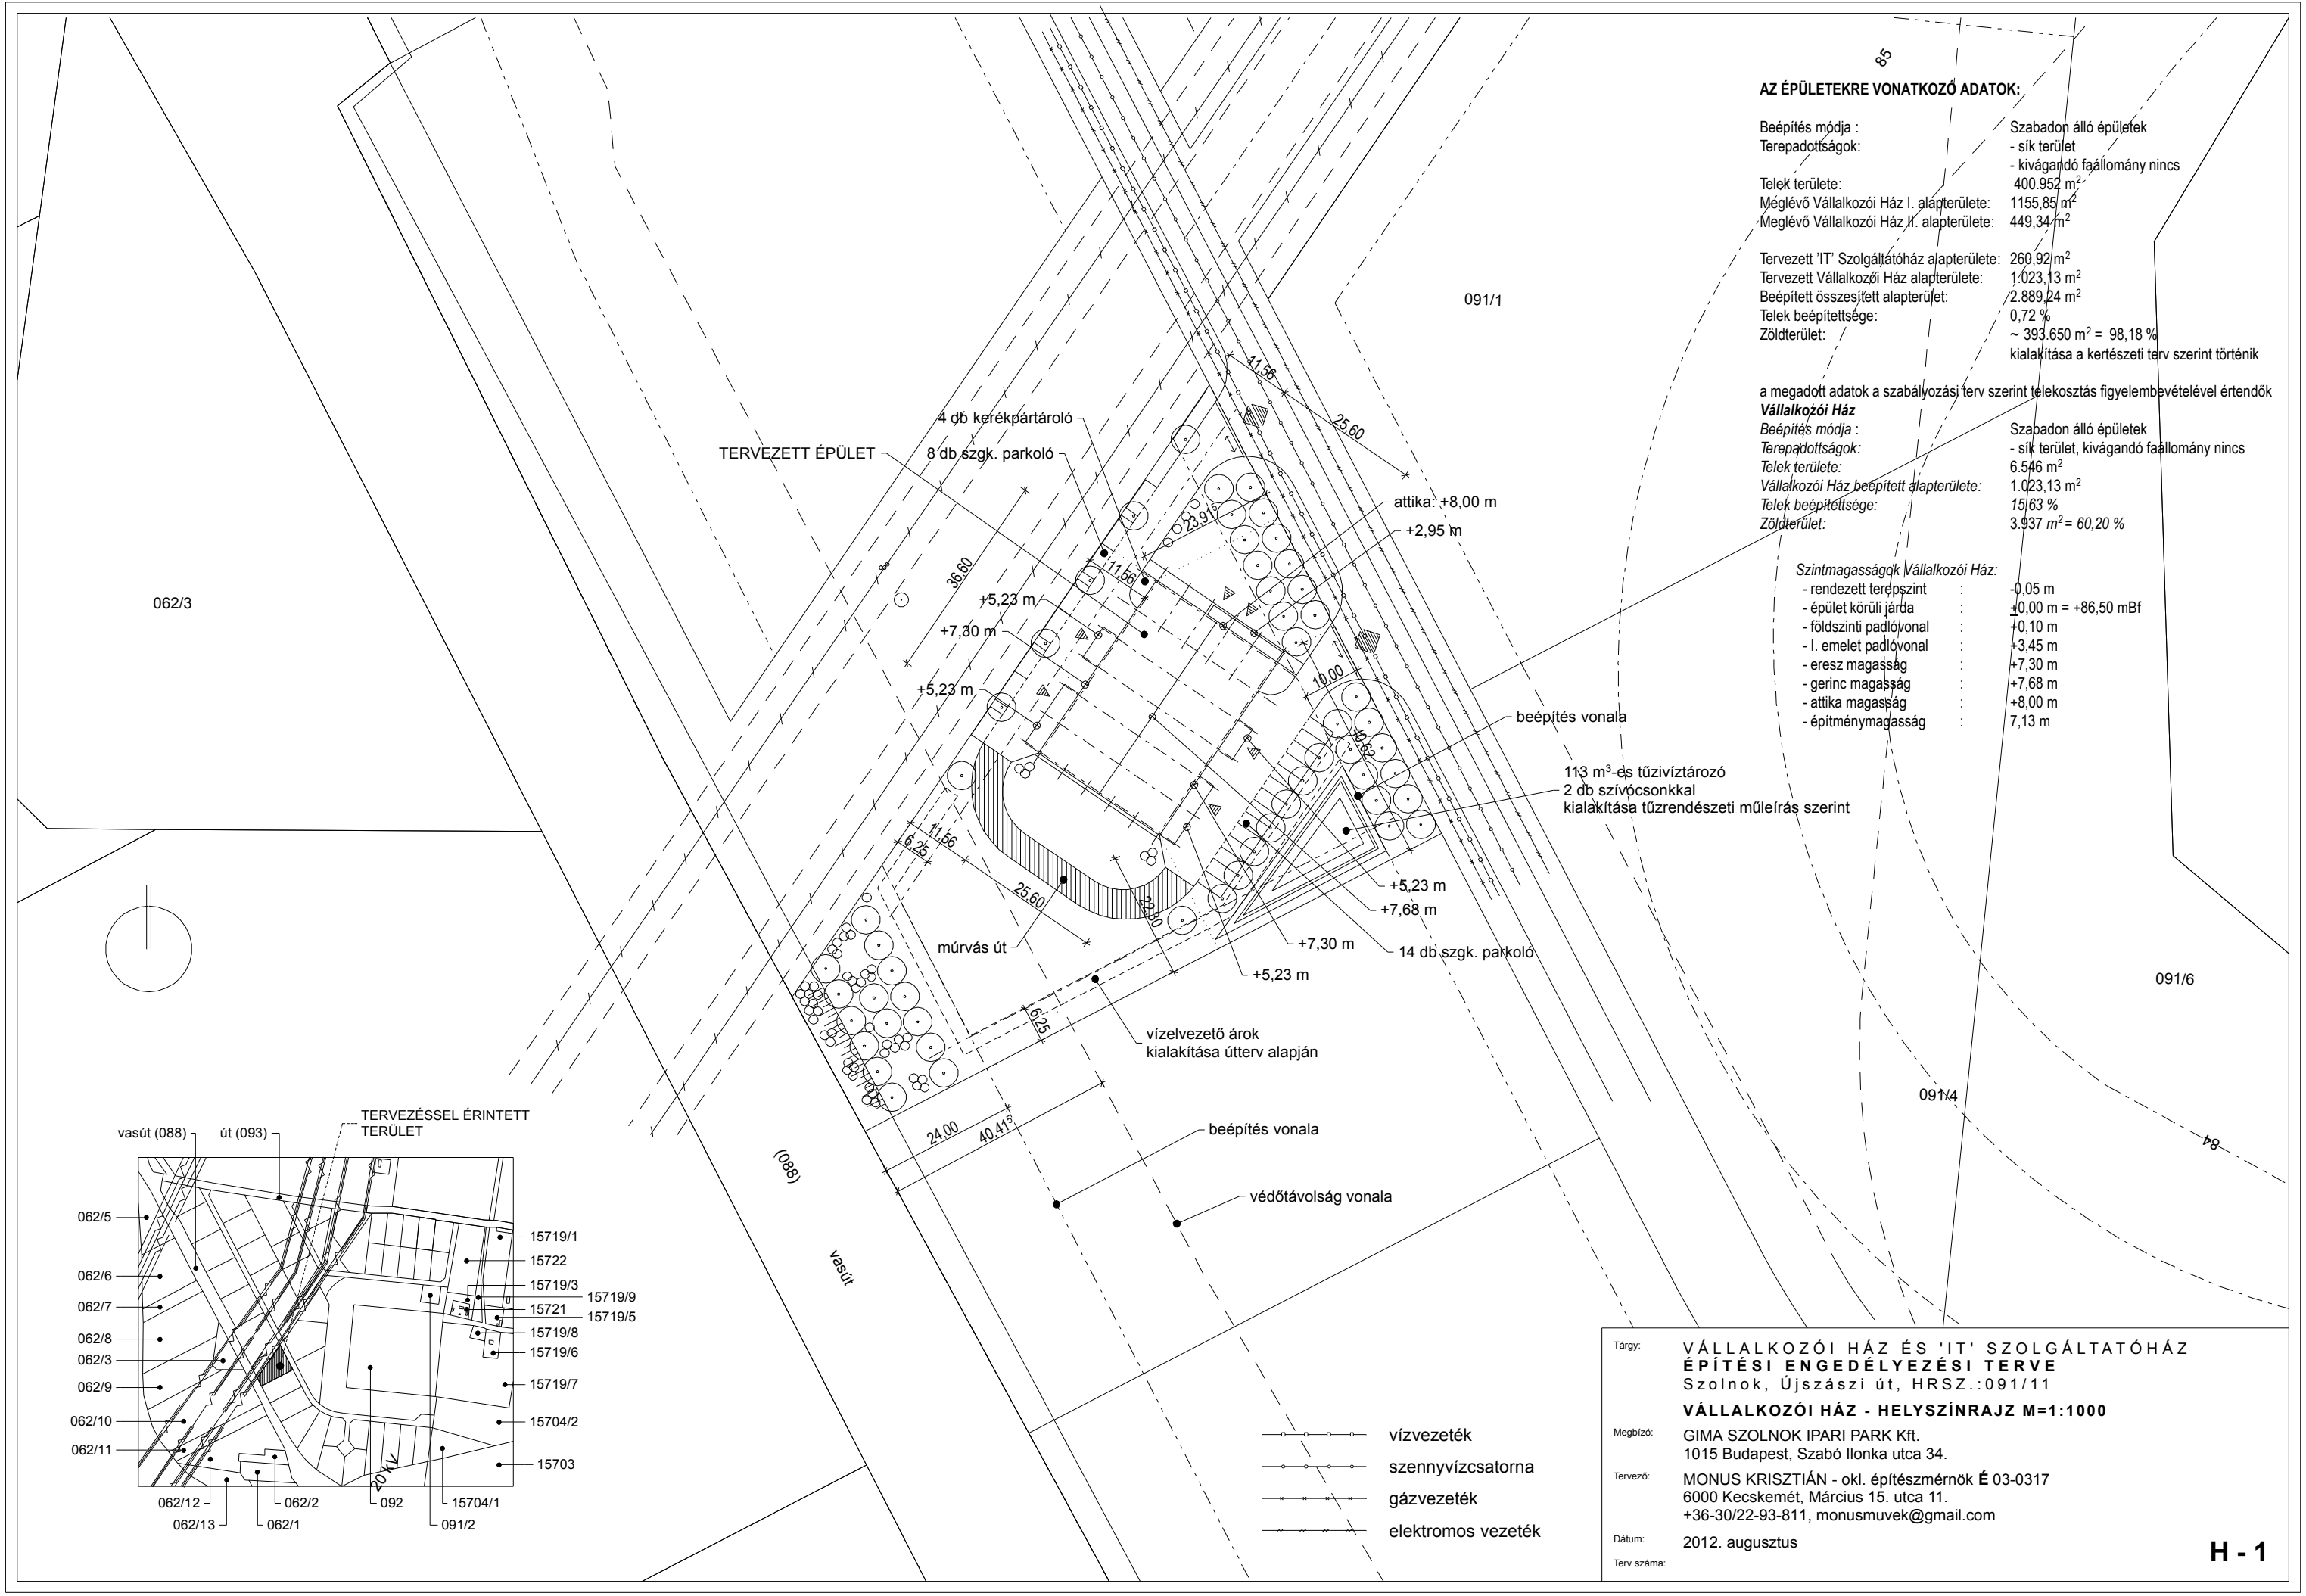 AZ ÉPÜLETEKRE VONATKOZÓ ADATOK:
Beépítés módja : Szabadon álló épületek
Terepadottságok: - sík terület
- kivágandó faállomány nincs
Telek területe: 400.952 m²
Meglévő Vállalkozói Ház I. alapterülete: 1155,85 m²
Meglévő Vállalkozói Ház II. alapterülete: 449,34 m²
Tervezett 'IT' Szolgáltatóház alapterülete: 260,92 m²
Tervezett Vállalkozói Ház alapterülete: 1.023,13 m²
Beépített összesített alapterület: 2.889,24 m²
Telek beépítettsége: 0,72 %
Zöldterület: ~ 393.650 m² = 98,18 %
kialakítása a kertészeti terv szerint történik
a megadott adatok a szabályozási terv szerint telekosztás figyelembevételével értendők
Vállalkozói Ház
Beépítés módja : Szabadon álló épületek
Terepadottságok: - sík terület, kivágandó faállomány nincs
Telek területe: 6.546 m²
Vállalkozói Ház beépített alapterülete: 1.023,13 m²
Telek beépítettsége: 15,63 %
Zöldterület: 3.937 m² = 60,20 %
Szintmagasságok Vállalkozói Ház:
- rendezett terepszint : -0,05 m
- épület körüli járda : ±0,00 m = +86,50 mBf
- földszinti padlóvonal : +0,10 m
- I. emelet padlóvonal : +3,45 m
- eresz magasság : +7,30 m
- gerinc magasság : +7,68 m
- attika magasság : +8,00 m
- építménymagasság : 7,13 m
85
091/1
062/3
091/6
091/4
84
11,56
25,60
4 db kerékpártároló
TERVEZETT ÉPÜLET
8 db szgk. parkoló
attika: +8,00 m
+2,95 m
23,91⁵
36,60
11,56
+5,23 m
+7,30 m
+5,23 m
10,00
beépítés vonala
40,62
113 m³-es tűzivíztározó
2 db szívócsonkkal
kialakítása tűzrendészeti műleírás szerint
11,56
6,25
25,60
22,30
+5,23 m
+7,68 m
+7,30 m
14 db szgk. parkoló
+5,23 m
múrvás út
6,25
vízelvezető árok
kialakítása útterv alapján
24,00
40,41⁵
beépítés vonala
védőtávolság vonala
(088)
vasút
TERVEZÉSSEL ÉRINTETT
TERÜLET
vasút (088)
út (093)
062/5
062/6
062/7
062/8
062/3
062/9
062/10
062/11
062/12
062/13
062/2
062/1
20 kV
092
15704/1
091/2
15719/1
15722
15719/3
15719/9
15721
15719/5
15719/8
15719/6
15719/7
15704/2
15703
vízvezeték
szennyvízcsatorna
gázvezeték
elektromos vezeték
Tárgy: VÁLLALKOZÓI HÁZ ÉS 'IT' SZOLGÁLTATÓHÁZ
ÉPÍTÉSI ENGEDÉLYEZÉSI TERVE
Szolnok, Újszászi út, HRSZ.:091/11
VÁLLALKOZÓI HÁZ - HELYSZÍNRAJZ M=1:1000
Megbízó: GIMA SZOLNOK IPARI PARK Kft.
1015 Budapest, Szabó Ilonka utca 34.
Tervező: MONUS KRISZTIÁN - okl. építészmérnök É 03-0317
6000 Kecskemét, Március 15. utca 11.
+36-30/22-93-811, monusmuvek@gmail.com
Dátum: 2012. augusztus
Terv száma:
H - 1